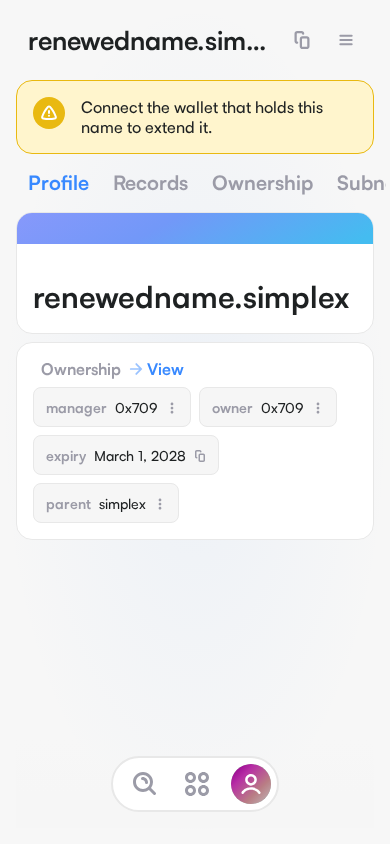 renewedname.sim...
Connect the wallet that holds this
name to extend it.
Profile Records Ownership Subn
renewedname.simplex
Ownership View
manager 0x709 owner 0x709
expiry March 1, 2028
parent simplex